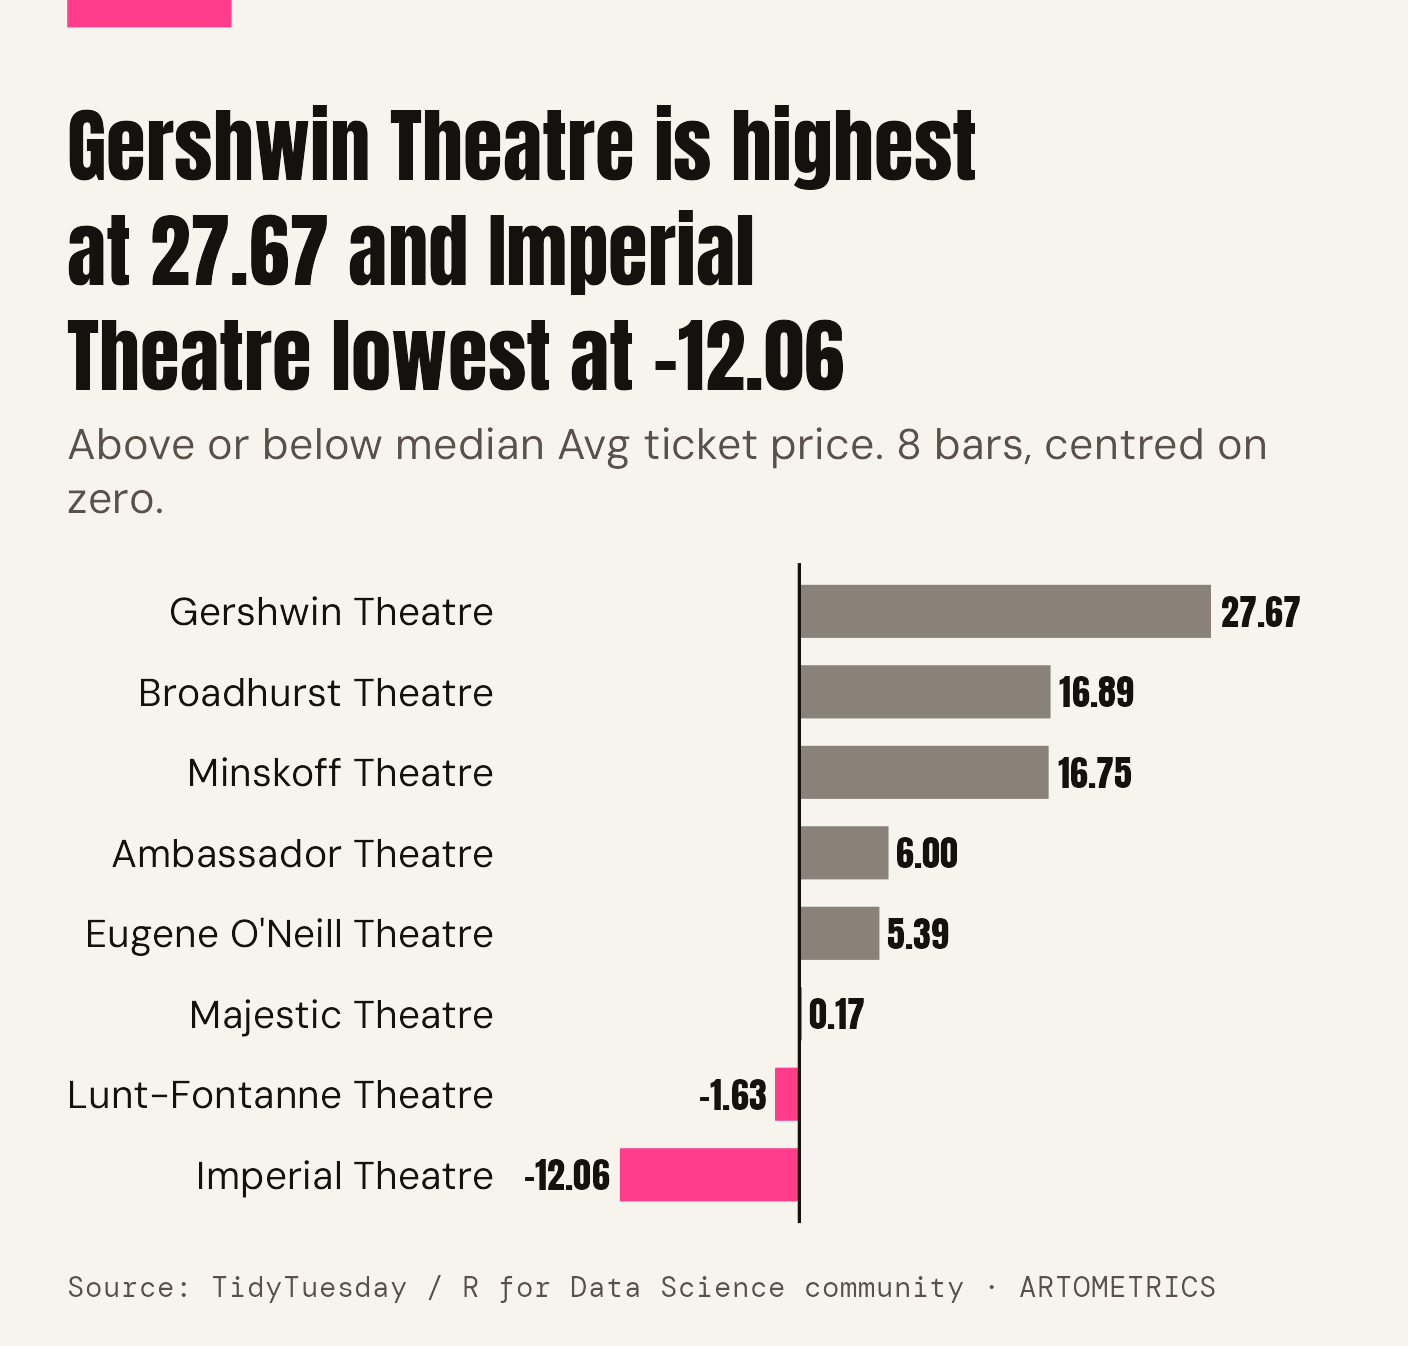 Gershwin Theatre is highest
at 27.67 and Imperial
Theatre lowest at -12.06
Above or below median Avg ticket price. 8 bars, centred on
zero.
Gershwin Theatre 27.67
Broadhurst Theatre 16.89
Minskoff Theatre 16.75
Ambassador Theatre 6.00
Eugene O'Neill Theatre 5.39
Majestic Theatre 0.17
Lunt-Fontanne Theatre -1.63
Imperial Theatre -12.06
Source: TidyTuesday / R for Data Science community · ARTOMETRICS